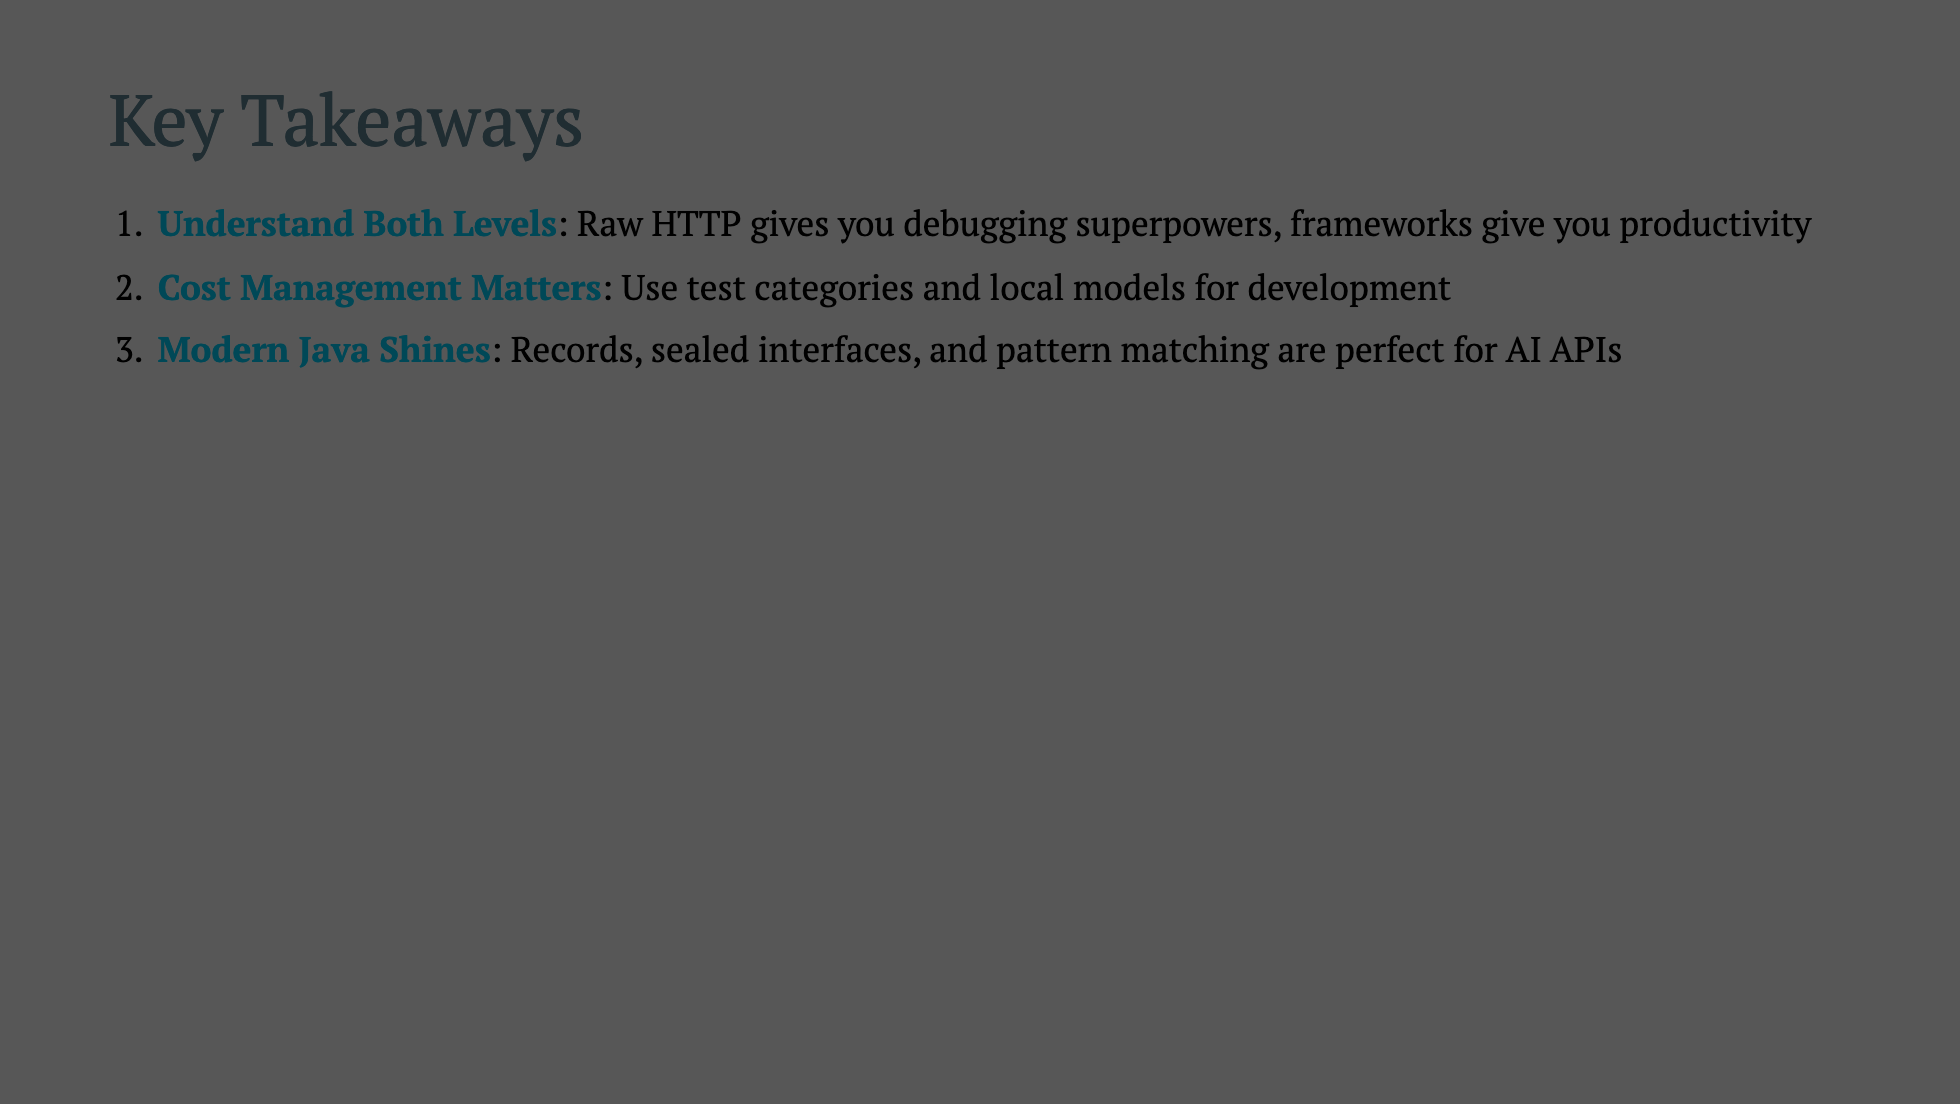 Key Takeaways
1. Understand Both Levels: Raw HTTP gives you debugging superpowers, frameworks give you productivity
2. Cost Management Matters: Use test categories and local models for development
3. Modern Java Shines: Records, sealed interfaces, and pattern matching are perfect for AI APIs